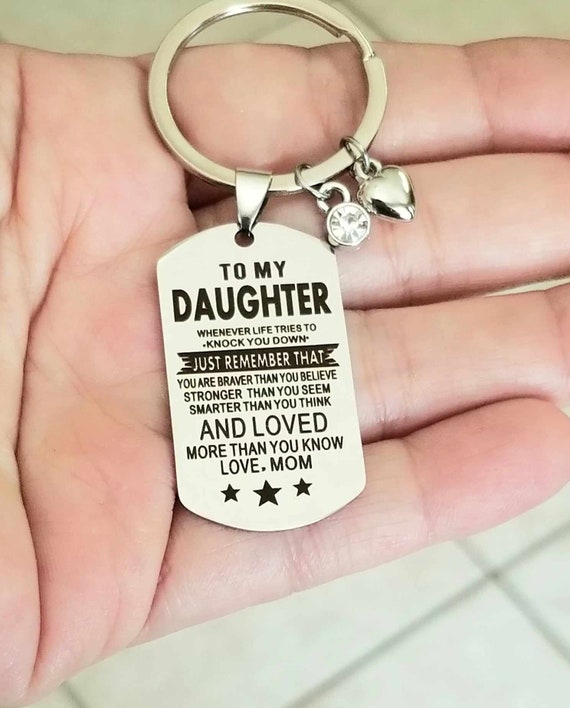 TO MY
DAUGHTER
WHENEVER LIFE TRIES TO
•KNOCK YOU DOWN•
JUST REMEMBER THAT
YOU ARE BRAVER THAN YOU BELIEVE
STRONGER THAN YOU SEEM
SMARTER THAN YOU THINK
AND LOVED
MORE THAN YOU KNOW
LOVE, MOM